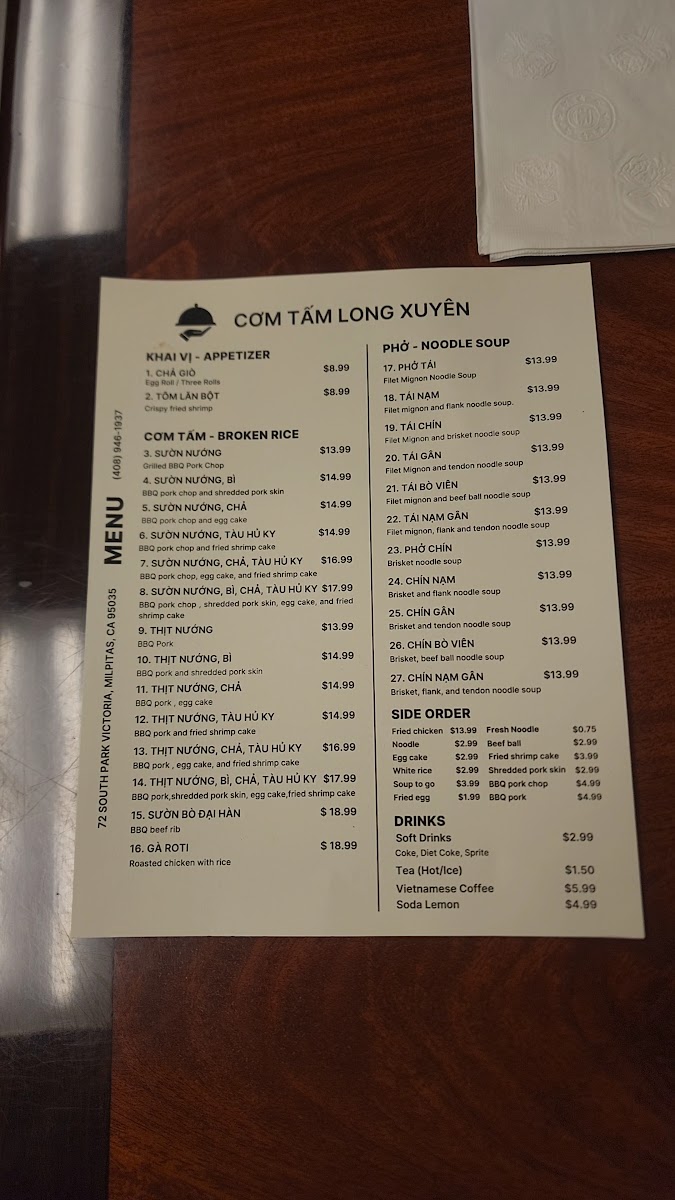 CƠM TẤM LONG XUYÊN
72 SOUTH PARK VICTORIA, MILPITAS, CA 95035 MENU (408) 946-1937
KHAI VỊ - APPETIZER
1. CHẢ GIÒ $8.99
Egg Roll / Three Rolls
2. TÔM LĂN BỘT $8.99
Crispy fried shrimp
CƠM TẤM - BROKEN RICE
3. SƯỜN NƯỚNG $13.99
Grilled BBQ Pork Chop
4. SƯỜN NƯỚNG, BÌ $14.99
BBQ pork chop and shredded pork skin
5. SƯỜN NƯỚNG, CHẢ $14.99
BBQ pork chop and egg cake
6. SƯỜN NƯỚNG, TÀU HỦ KY $14.99
BBQ pork chop and fried shrimp cake
7. SƯỜN NƯỚNG, CHẢ, TÀU HỦ KY $16.99
BBQ pork chop, egg cake, and fried shrimp cake
8. SƯỜN NƯỚNG, BÌ, CHẢ, TÀU HỦ KY $17.99
BBQ pork chop , shredded pork skin, egg cake, and fried
shrimp cake
9. THỊT NƯỚNG $13.99
BBQ Pork
10. THỊT NƯỚNG, BÌ $14.99
BBQ pork and shredded pork skin
11. THỊT NƯỚNG, CHẢ $14.99
BBQ pork , egg cake
12. THỊT NƯỚNG, TÀU HỦ KY $14.99
BBQ pork and fried shrimp cake
13. THỊT NƯỚNG, CHẢ, TÀU HỦ KY $16.99
BBQ pork , egg cake, and fried shrimp cake
14. THỊT NƯỚNG, BÌ, CHẢ, TÀU HỦ KY $17.99
BBQ pork,shredded pork skin, egg cake,fried shrimp cake
15. SƯỜN BÒ ĐẠI HÀN $ 18.99
BBQ beef rib
16. GÀ ROTI $ 18.99
Roasted chicken with rice
PHỞ - NOODLE SOUP
17. PHỞ TÁI $13.99
Filet Mignon Noodle Soup
18. TÁI NẠM $13.99
Filet mignon and flank noodle soup.
19. TÁI CHÍN $13.99
Filet Mignon and brisket noodle soup
20. TÁI GÂN $13.99
Filet Mignon and tendon noodle soup
21. TÁI BÒ VIÊN $13.99
Filet mignon and beef ball noodle soup
22. TÁI NẠM GÂN $13.99
Filet mignon, flank and tendon noodle soup
23. PHỞ CHÍN $13.99
Brisket noodle soup
24. CHÍN NẠM $13.99
Brisket and flank noodle soup
25. CHÍN GÂN $13.99
Brisket and tendon noodle soup
26. CHÍN BÒ VIÊN $13.99
Brisket, beef ball noodle soup
27. CHÍN NẠM GÂN $13.99
Brisket, flank, and tendon noodle soup
SIDE ORDER
Fried chicken $13.99 Fresh Noodle $0.75
Noodle $2.99 Beef ball $2.99
Egg cake $2.99 Fried shrimp cake $3.99
White rice $2.99 Shredded pork skin $2.99
Soup to go $3.99 BBQ pork chop $4.99
Fried egg $1.99 BBQ pork $4.99
DRINKS
Soft Drinks $2.99
Coke, Diet Coke, Sprite
Tea (Hot/Ice) $1.50
Vietnamese Coffee $5.99
Soda Lemon $4.99